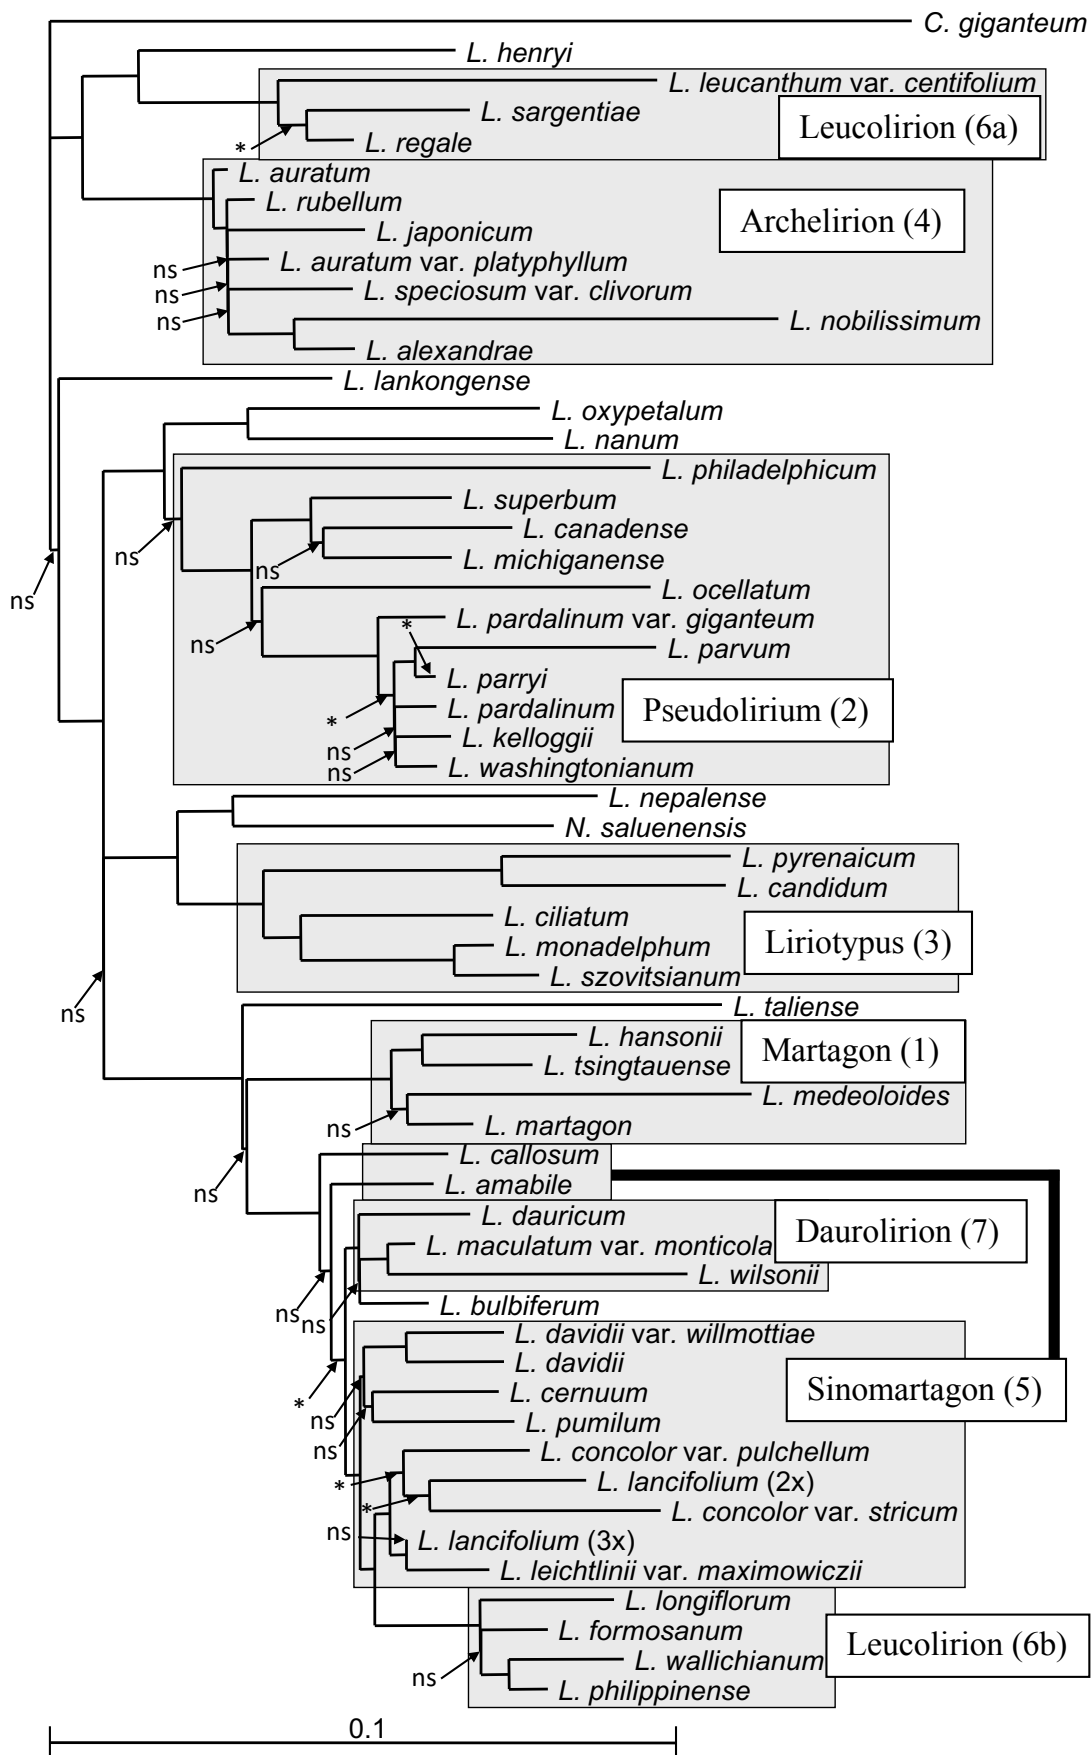 C. giganteum
L. henryi
L. leucanthum var. centifolium
L. sargentiae
Leucolirion (6a)
L. regale
*
L. auratum
L. rubellum
Archelirion (4)
L. japonicum
L. auratum var. platyphyllum
ns
L. speciosum var. clivorum
ns
L. nobilissimum
ns
L. alexandrae
L. lankongense
L. oxypetalum
L. nanum
L. philadphicum
L. superbum
L. canadense
ns
L. michiganense
ns
L. ocellatum
ns
L. pardalinum var. giganteum
*
ns
L. parvum
L. parryi
L. pardalinum
Pseudolirium (2)
*
L. kelloggii
ns
L. washingtonianum
ns
L. nepalense
N. saluenensis
L. pyrenaicum
L. candidum
L. ciliatum
Liriotypus (3)
L. monadelphum
L. szovitsianum
L. taliense
ns
L. hansonii
Martagon (1)
L. tsingtauense
L. medeoloides
L. martagon
ns
L. callosum
L. amabile
ns
L. dauricum
Daurolirion (7)
L. maculatum var. monticola
L. wilsonii
L. bulbiferum
ns
ns
L. davidii var. willmottiae
L. davidii
L. cernuum
Sinomartagon (5)
*
L. pumilum
ns
ns
L. concolor var. pulchellum
L. lancifolium (2x)
*
L. concolor var. stricum
*
ns
L. lancifolium (3x)
L. leichtlinii var. maximowiczii
L. longiflorum
L. formosanum
Leucolirion (6b)
L. wallichianum
ns
L. philippinense
0.1